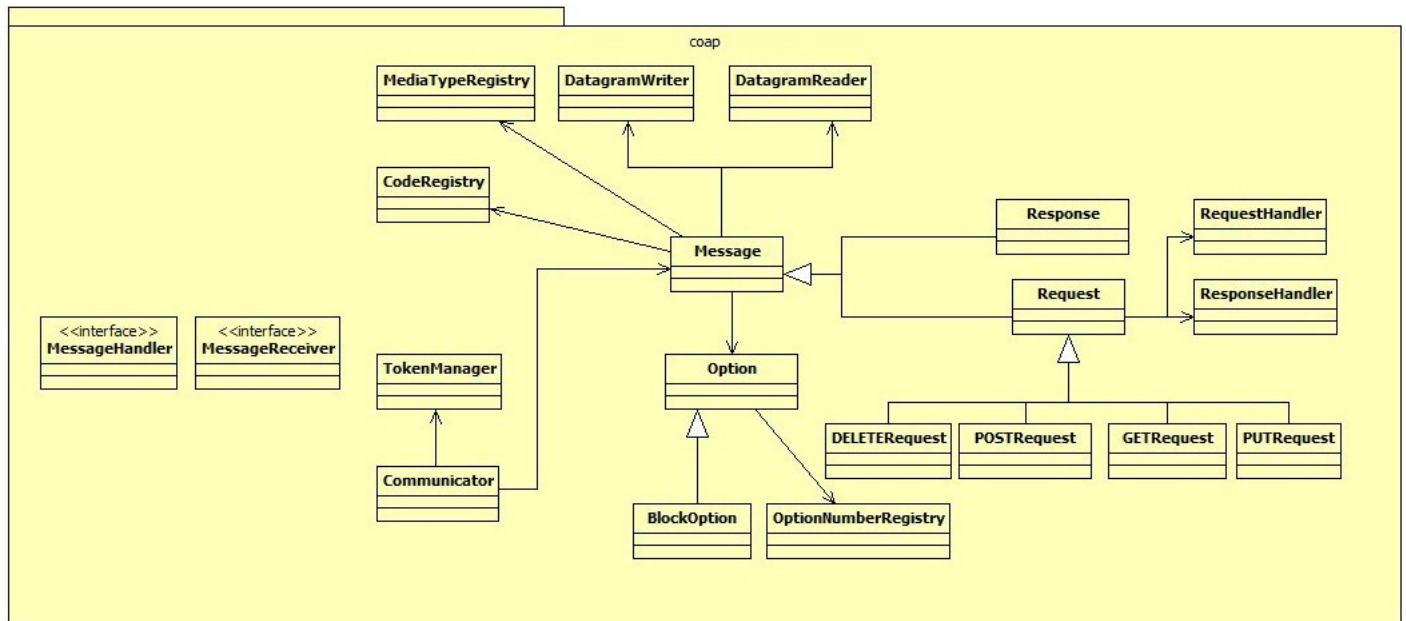 coap
MediaTypeRegistry
DatagramWriter
DatagramReader
CodeRegistry
Message
Response
RequestHandler
Request
ResponseHandler
<<interface>>
MessageHandler
<<interface>>
MessageReceiver
TokenManager
Option
DELETERequest
POSTRequest
GETRequest
PUTRequest
Communicator
BlockOption
OptionNumberRegistry